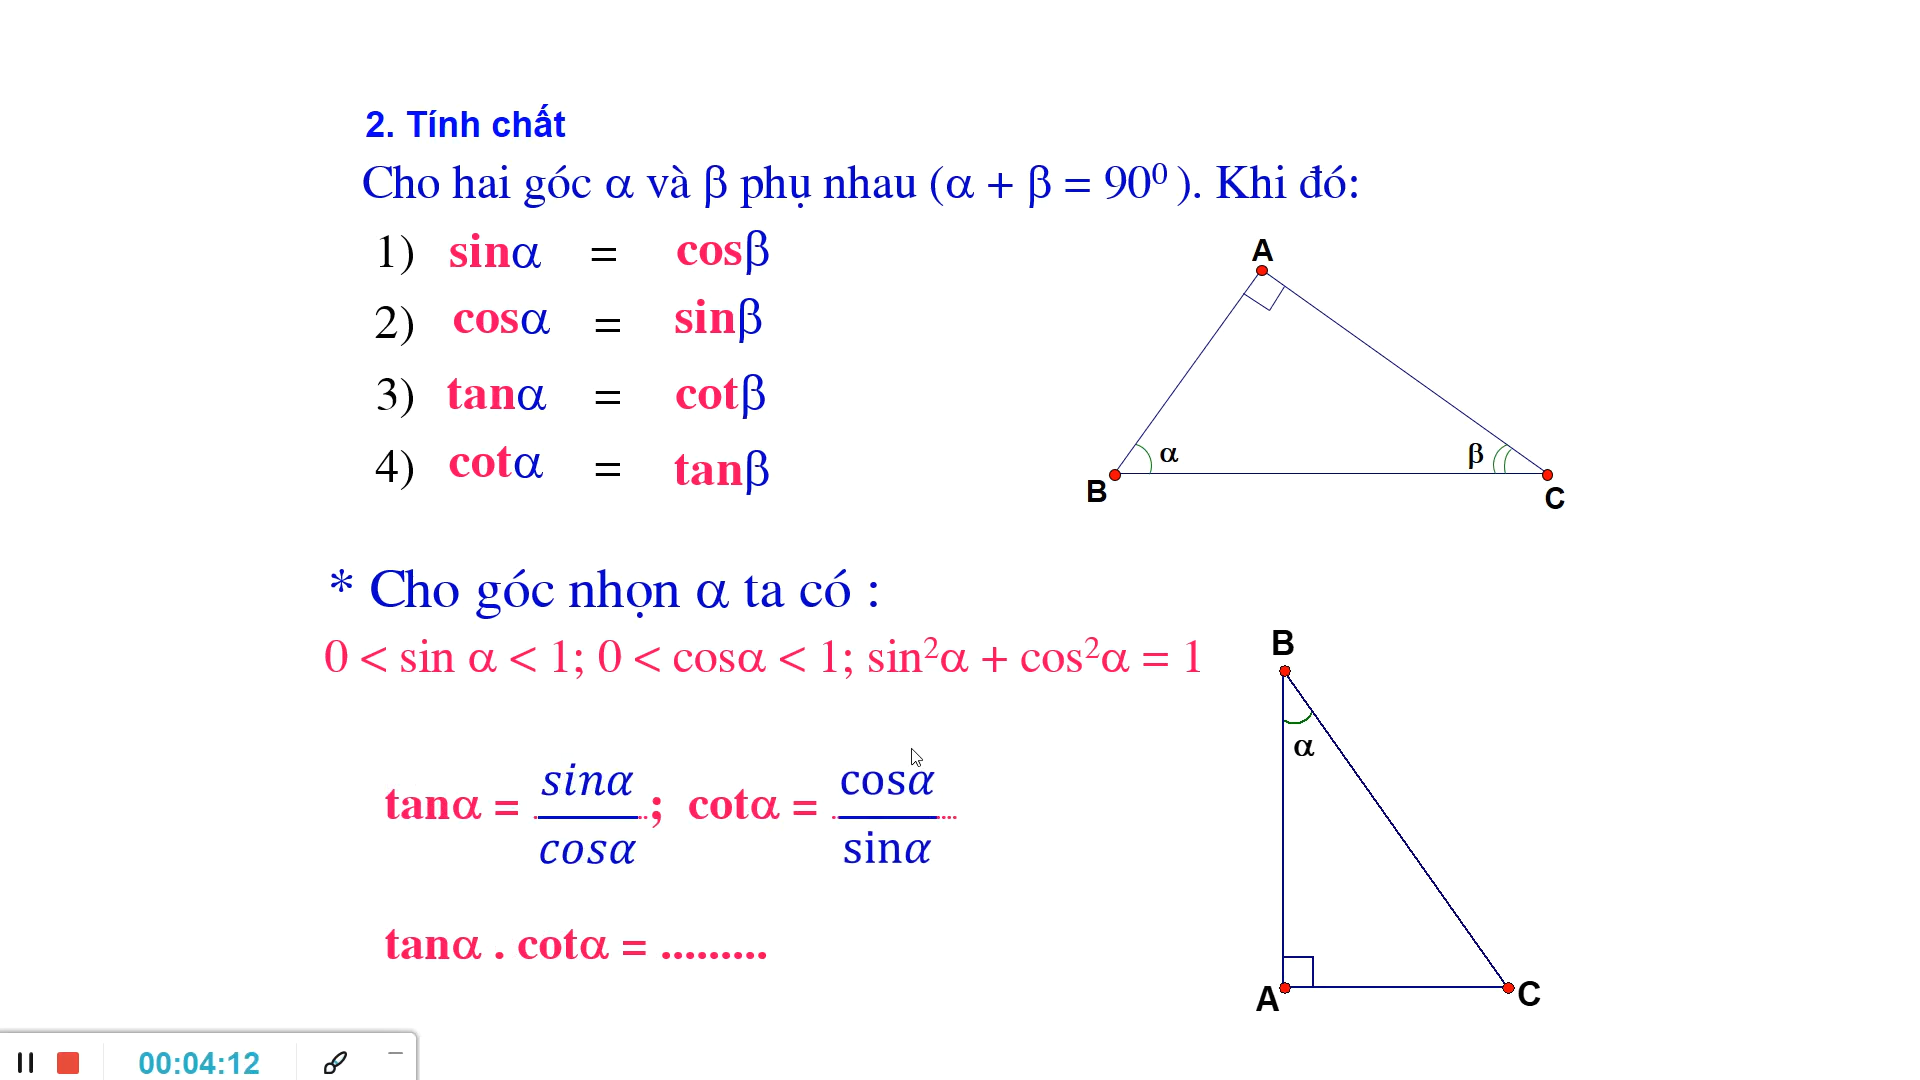 2. Tính chất
Cho hai góc α và β phụ nhau (α + β = 90⁰ ). Khi đó:
1) sinα = cosβ
2) cosα = sinβ
3) tanα = cotβ
4) cotα = tanβ
A
α
β
B
C
* Cho góc nhọn α ta có :
0 < sin α < 1; 0 < cosα < 1; sin²α + cos²α = 1
B
α
tanα = sinα/cosα ; cotα = cosα/sinα
tanα . cotα = .........
A
C
00:04:12